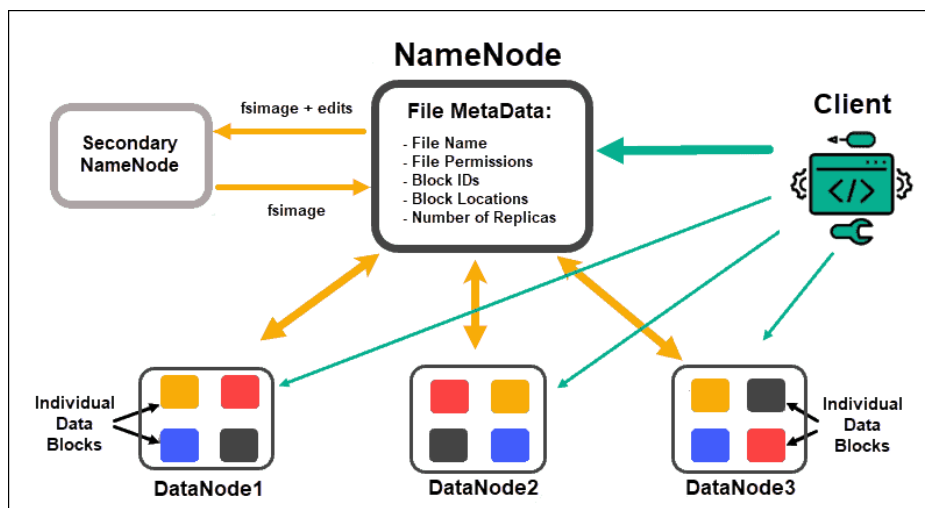 NameNode
Client
fsimage + edits
Secondary
NameNode
fsimage
File MetaData:
- File Name
- File Permissions
- Block IDs
- Block Locations
- Number of Replicas
</>
Individual
Data
Blocks
Individual
Data
Blocks
DataNode1
DataNode2
DataNode3